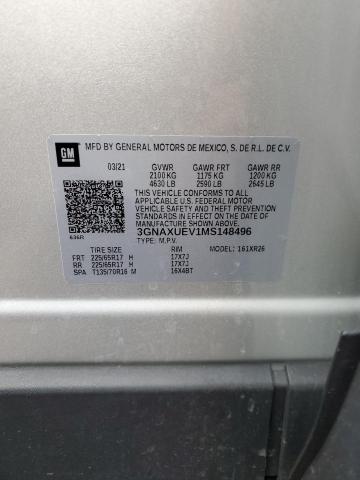 GM
MFD BY GENERAL MOTORS DE MEXICO, S. DE R.L. DE C.V.
03/21 GVWR GAWR FRT GAWR RR
2100 KG 1175 KG 1200 KG
4630 LB 2590 LB 2645 LB
THIS VEHICLE CONFORMS TO ALL
APPLICABLE U.S. FEDERAL MOTOR
VEHICLE SAFETY STANDARDS
IN EFFECT ON THE DATE OF
MANUFACTURE SHOWN ABOVE.
3GNAXUEV1MS148496
636R TYPE: M.P.V. MODEL: 161XR26
TIRE SIZE RIM
FRT 225/65R17 H 17X7J
RR 225/65R17 H 17X7J
SPA T135/70R16 M 16X4BT